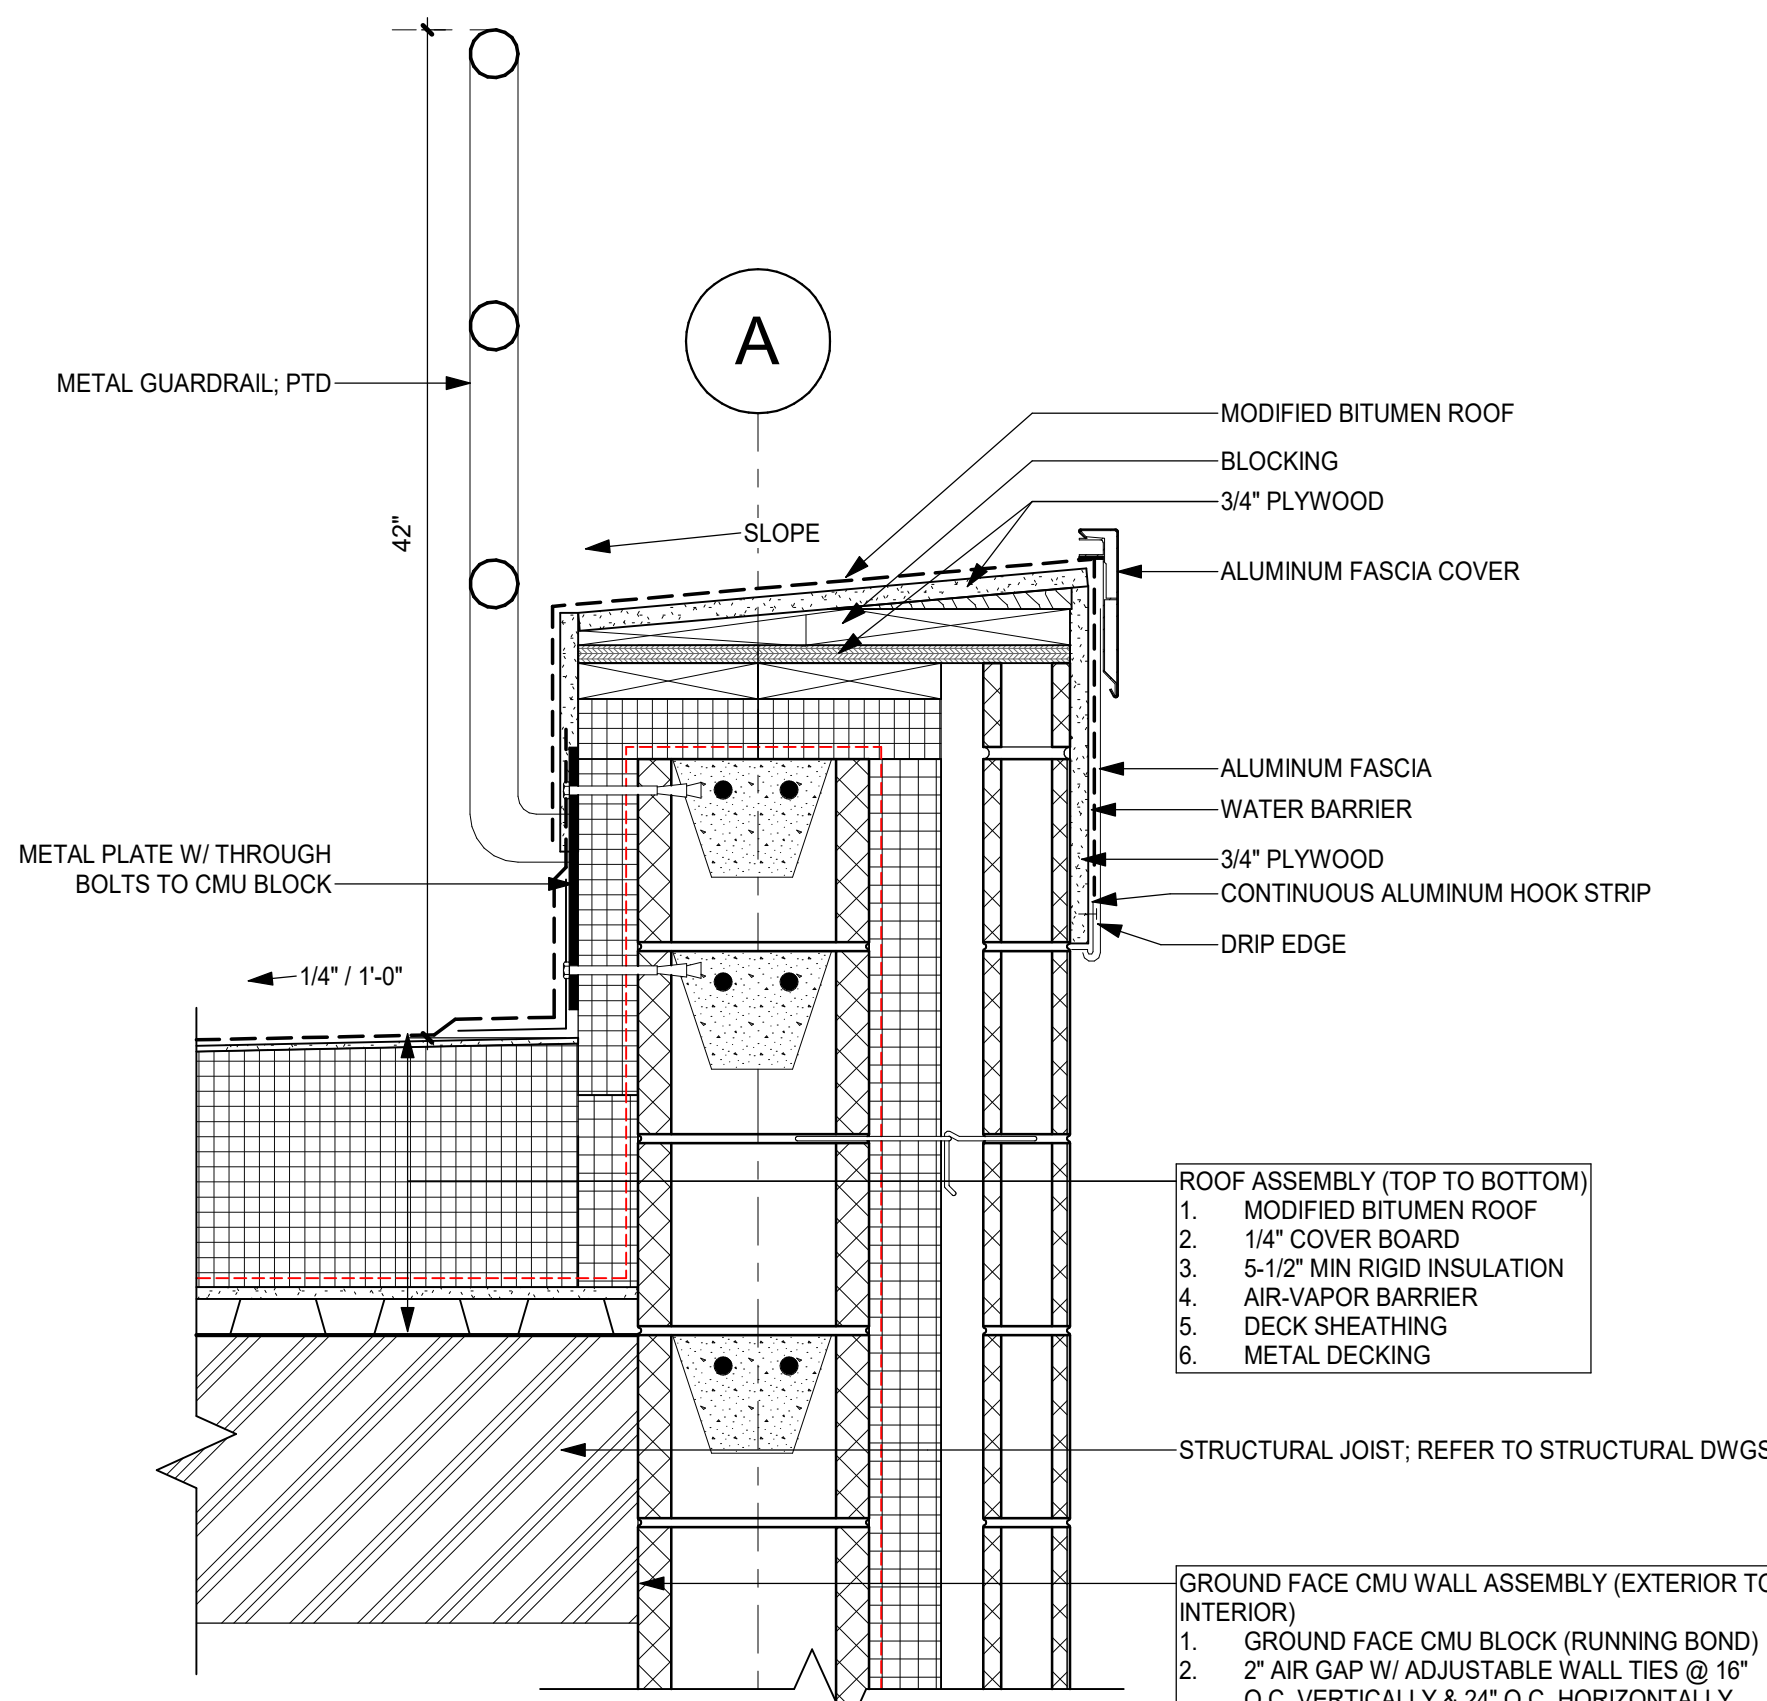 A
METAL GUARDRAIL; PTD
42"
SLOPE
MODIFIED BITUMEN ROOF
BLOCKING
3/4" PLYWOOD
ALUMINUM FASCIA COVER
ALUMINUM FASCIA
WATER BARRIER
3/4" PLYWOOD
CONTINUOUS ALUMINUM HOOK STRIP
DRIP EDGE
METAL PLATE W/ THROUGH
BOLTS TO CMU BLOCK
1/4" / 1'-0"
ROOF ASSEMBLY (TOP TO BOTTOM)
1. MODIFIED BITUMEN ROOF
2. 1/4" COVER BOARD
3. 5-1/2" MIN RIGID INSULATION
4. AIR-VAPOR BARRIER
5. DECK SHEATHING
6. METAL DECKING
STRUCTURAL JOIST; REFER TO STRUCTURAL DWGS
GROUND FACE CMU WALL ASSEMBLY (EXTERIOR TO
INTERIOR)
1. GROUND FACE CMU BLOCK (RUNNING BOND)
2. 2" AIR GAP W/ ADJUSTABLE WALL TIES @ 16"
O.C. VERTICALLY & 24" O.C. HORIZONTALLY